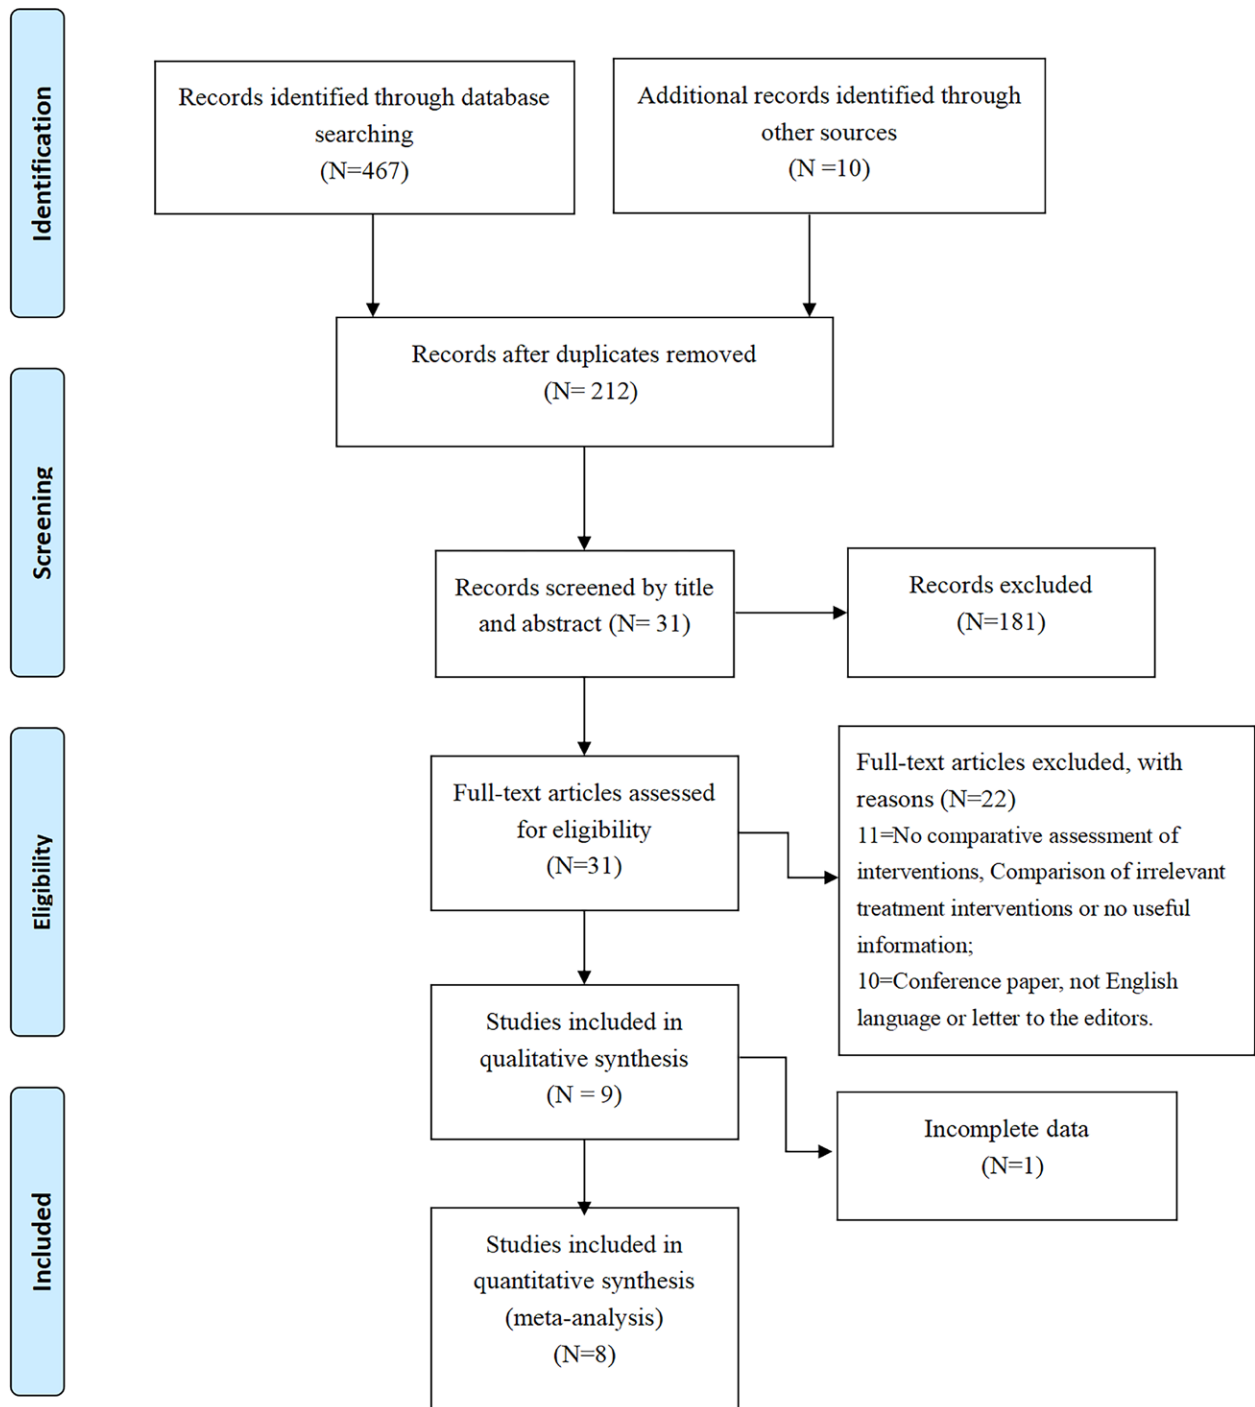 Identification
Records identified through database
searching
(N=467)
Additional records identified through
other sources
(N =10)
Records after duplicates removed
(N= 212)
Screening
Records screened by title
and abstract (N= 31)
Records excluded
(N=181)
Eligibility
Full-text articles assessed
for eligibility
(N=31)
Full-text articles excluded, with
reasons (N=22)
11=No comparative assessment of
interventions, Comparison of irrelevant
treatment interventions or no useful
information;
10=Conference paper, not English
language or letter to the editors.
Studies included in
qualitative synthesis
(N = 9)
Incomplete data
(N=1)
Included
Studies included in
quantitative synthesis
(meta-analysis)
(N=8)